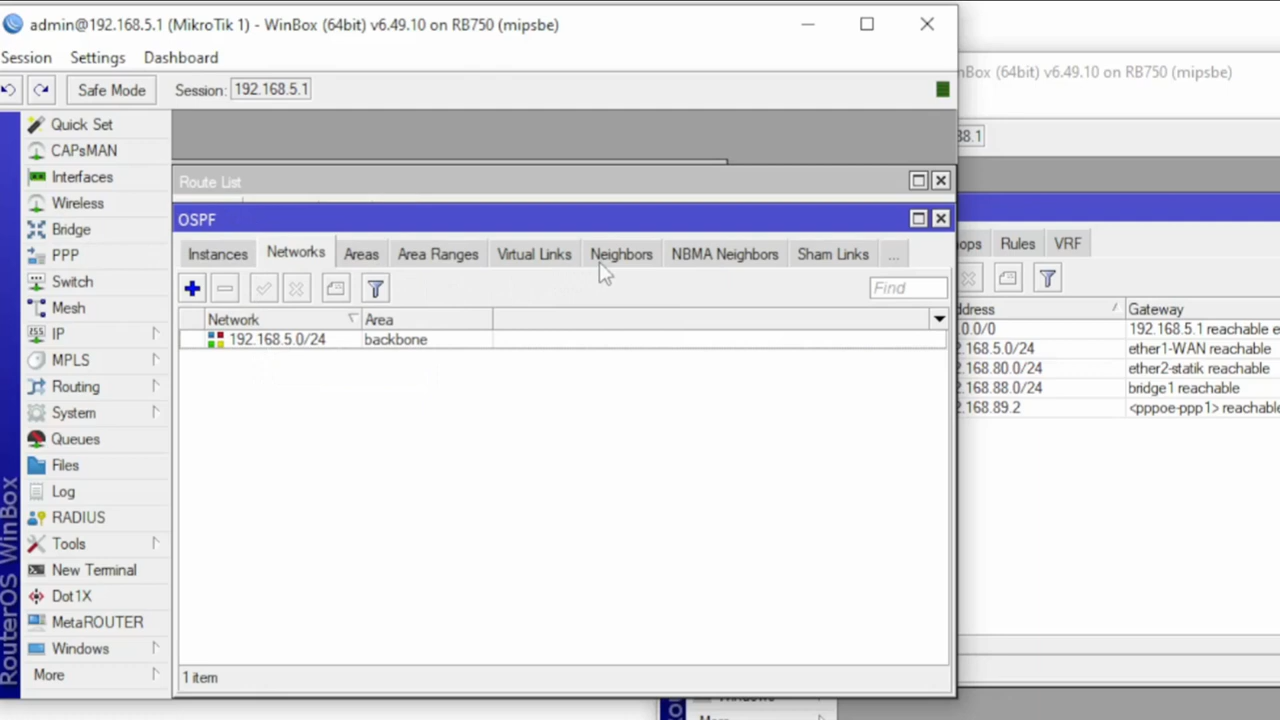 admin@192.168.5.1 (MikroTik 1) - WinBox (64bit) v6.49.10 on RB750 (mipsbe)
Session Settings Dashboard
Safe Mode Session: 192.168.5.1
Quick Set
CAPsMAN
Interfaces
Wireless
Bridge
PPP
Switch
Mesh
IP
MPLS
Routing
System
Queues
Files
Log
RADIUS
Tools
New Terminal
Dot1X
MetaROUTER
Windows
More
RouterOS WinBox
Route List
OSPF
Instances Networks Areas Area Ranges Virtual Links Neighbors NBMA Neighbors Sham Links ...
Find
Network Area
192.168.5.0/24 backbone
1 item
nBox (64bit) v6.49.10 on RB750 (mipsbe)
38.1
ops Rules VRF
ddress Gateway
.0.0/0 192.168.5.1 reachable e
2.168.5.0/24 ether1-WAN reachable
2.168.80.0/24 ether2-statik reachable
2.168.88.0/24 bridge1 reachable
2.168.89.2 <pppoe-ppp1> reachable